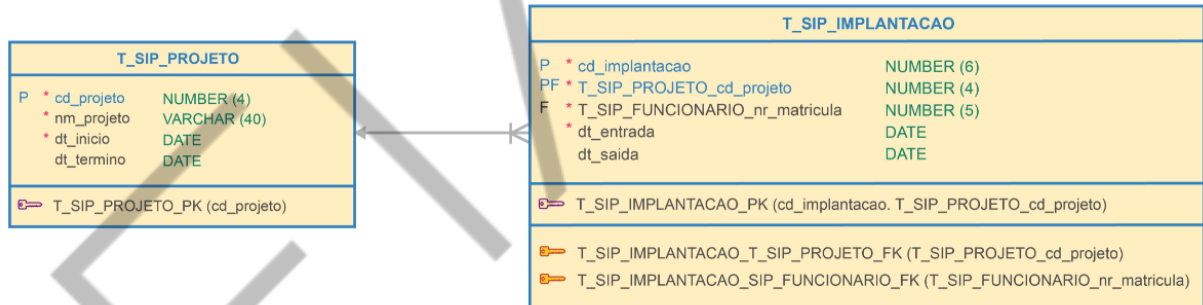 T_SIP_PROJETO
P * cd_projeto NUMBER (4)
* nm_projeto VARCHAR (40)
* dt_inicio DATE
dt_termino DATE
T_SIP_PROJETO_PK (cd_projeto)
T_SIP_IMPLANTACAO
P * cd_implantacao NUMBER (6)
PF * T_SIP_PROJETO_cd_projeto NUMBER (4)
F * T_SIP_FUNCIONARIO_nr_matricula NUMBER (5)
* dt_entrada DATE
dt_saida DATE
T_SIP_IMPLANTACAO_PK (cd_implantacao. T_SIP_PROJETO_cd_projeto)
T_SIP_IMPLANTACAO_T_SIP_PROJETO_FK (T_SIP_PROJETO_cd_projeto)
T_SIP_IMPLANTACAO_SIP_FUNCIONARIO_FK (T_SIP_FUNCIONARIO_nr_matricula)